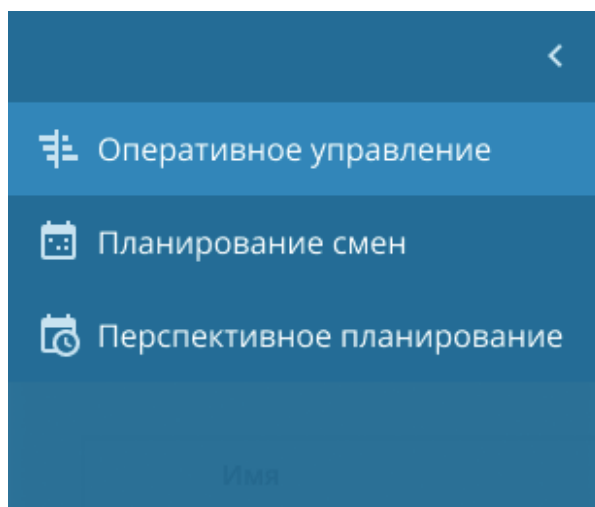 Оперативное управление
Планирование смен
Перспективное планирование
Имя